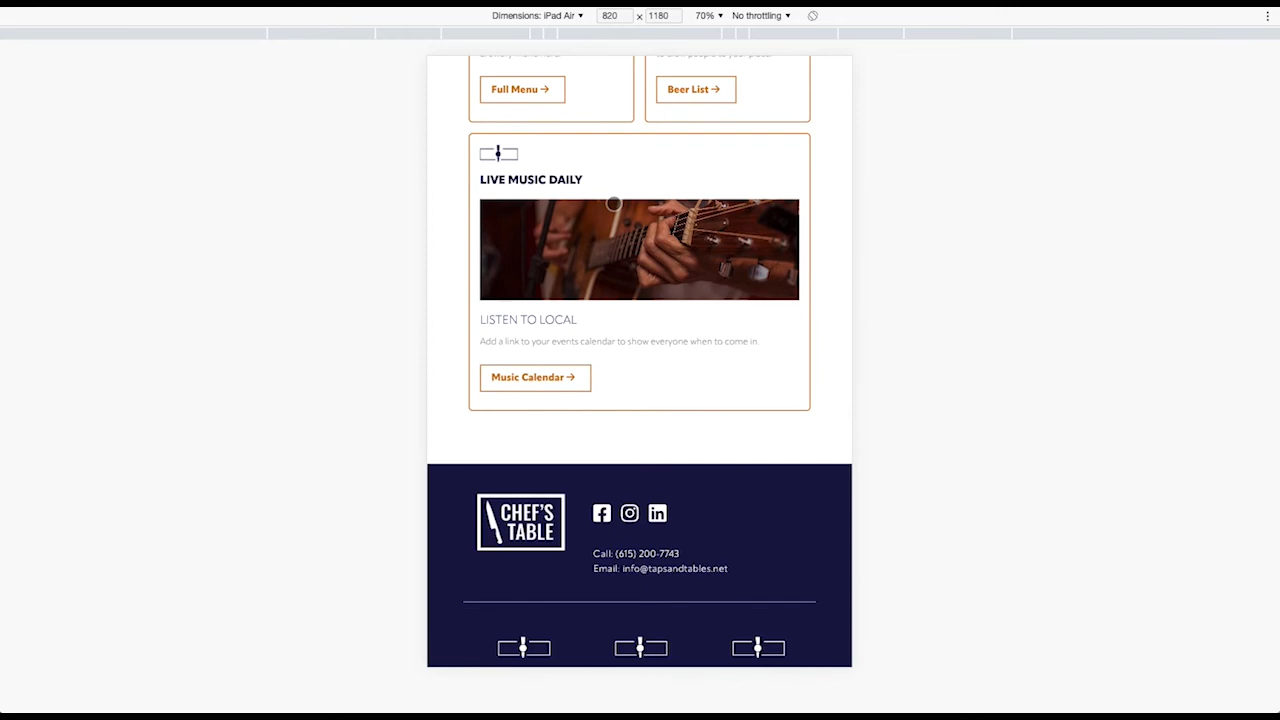 Dimensions: iPad Air ▼ 820 x 1180 70% ▼ No throttling ▼
Full Menu →
Beer List →
LIVE MUSIC DAILY
LISTEN TO LOCAL
Add a link to your events calendar to show everyone when to come in.
Music Calendar →
CHEF'S
TABLE
Call: (615) 200-7743
Email: info@tapsandtables.net